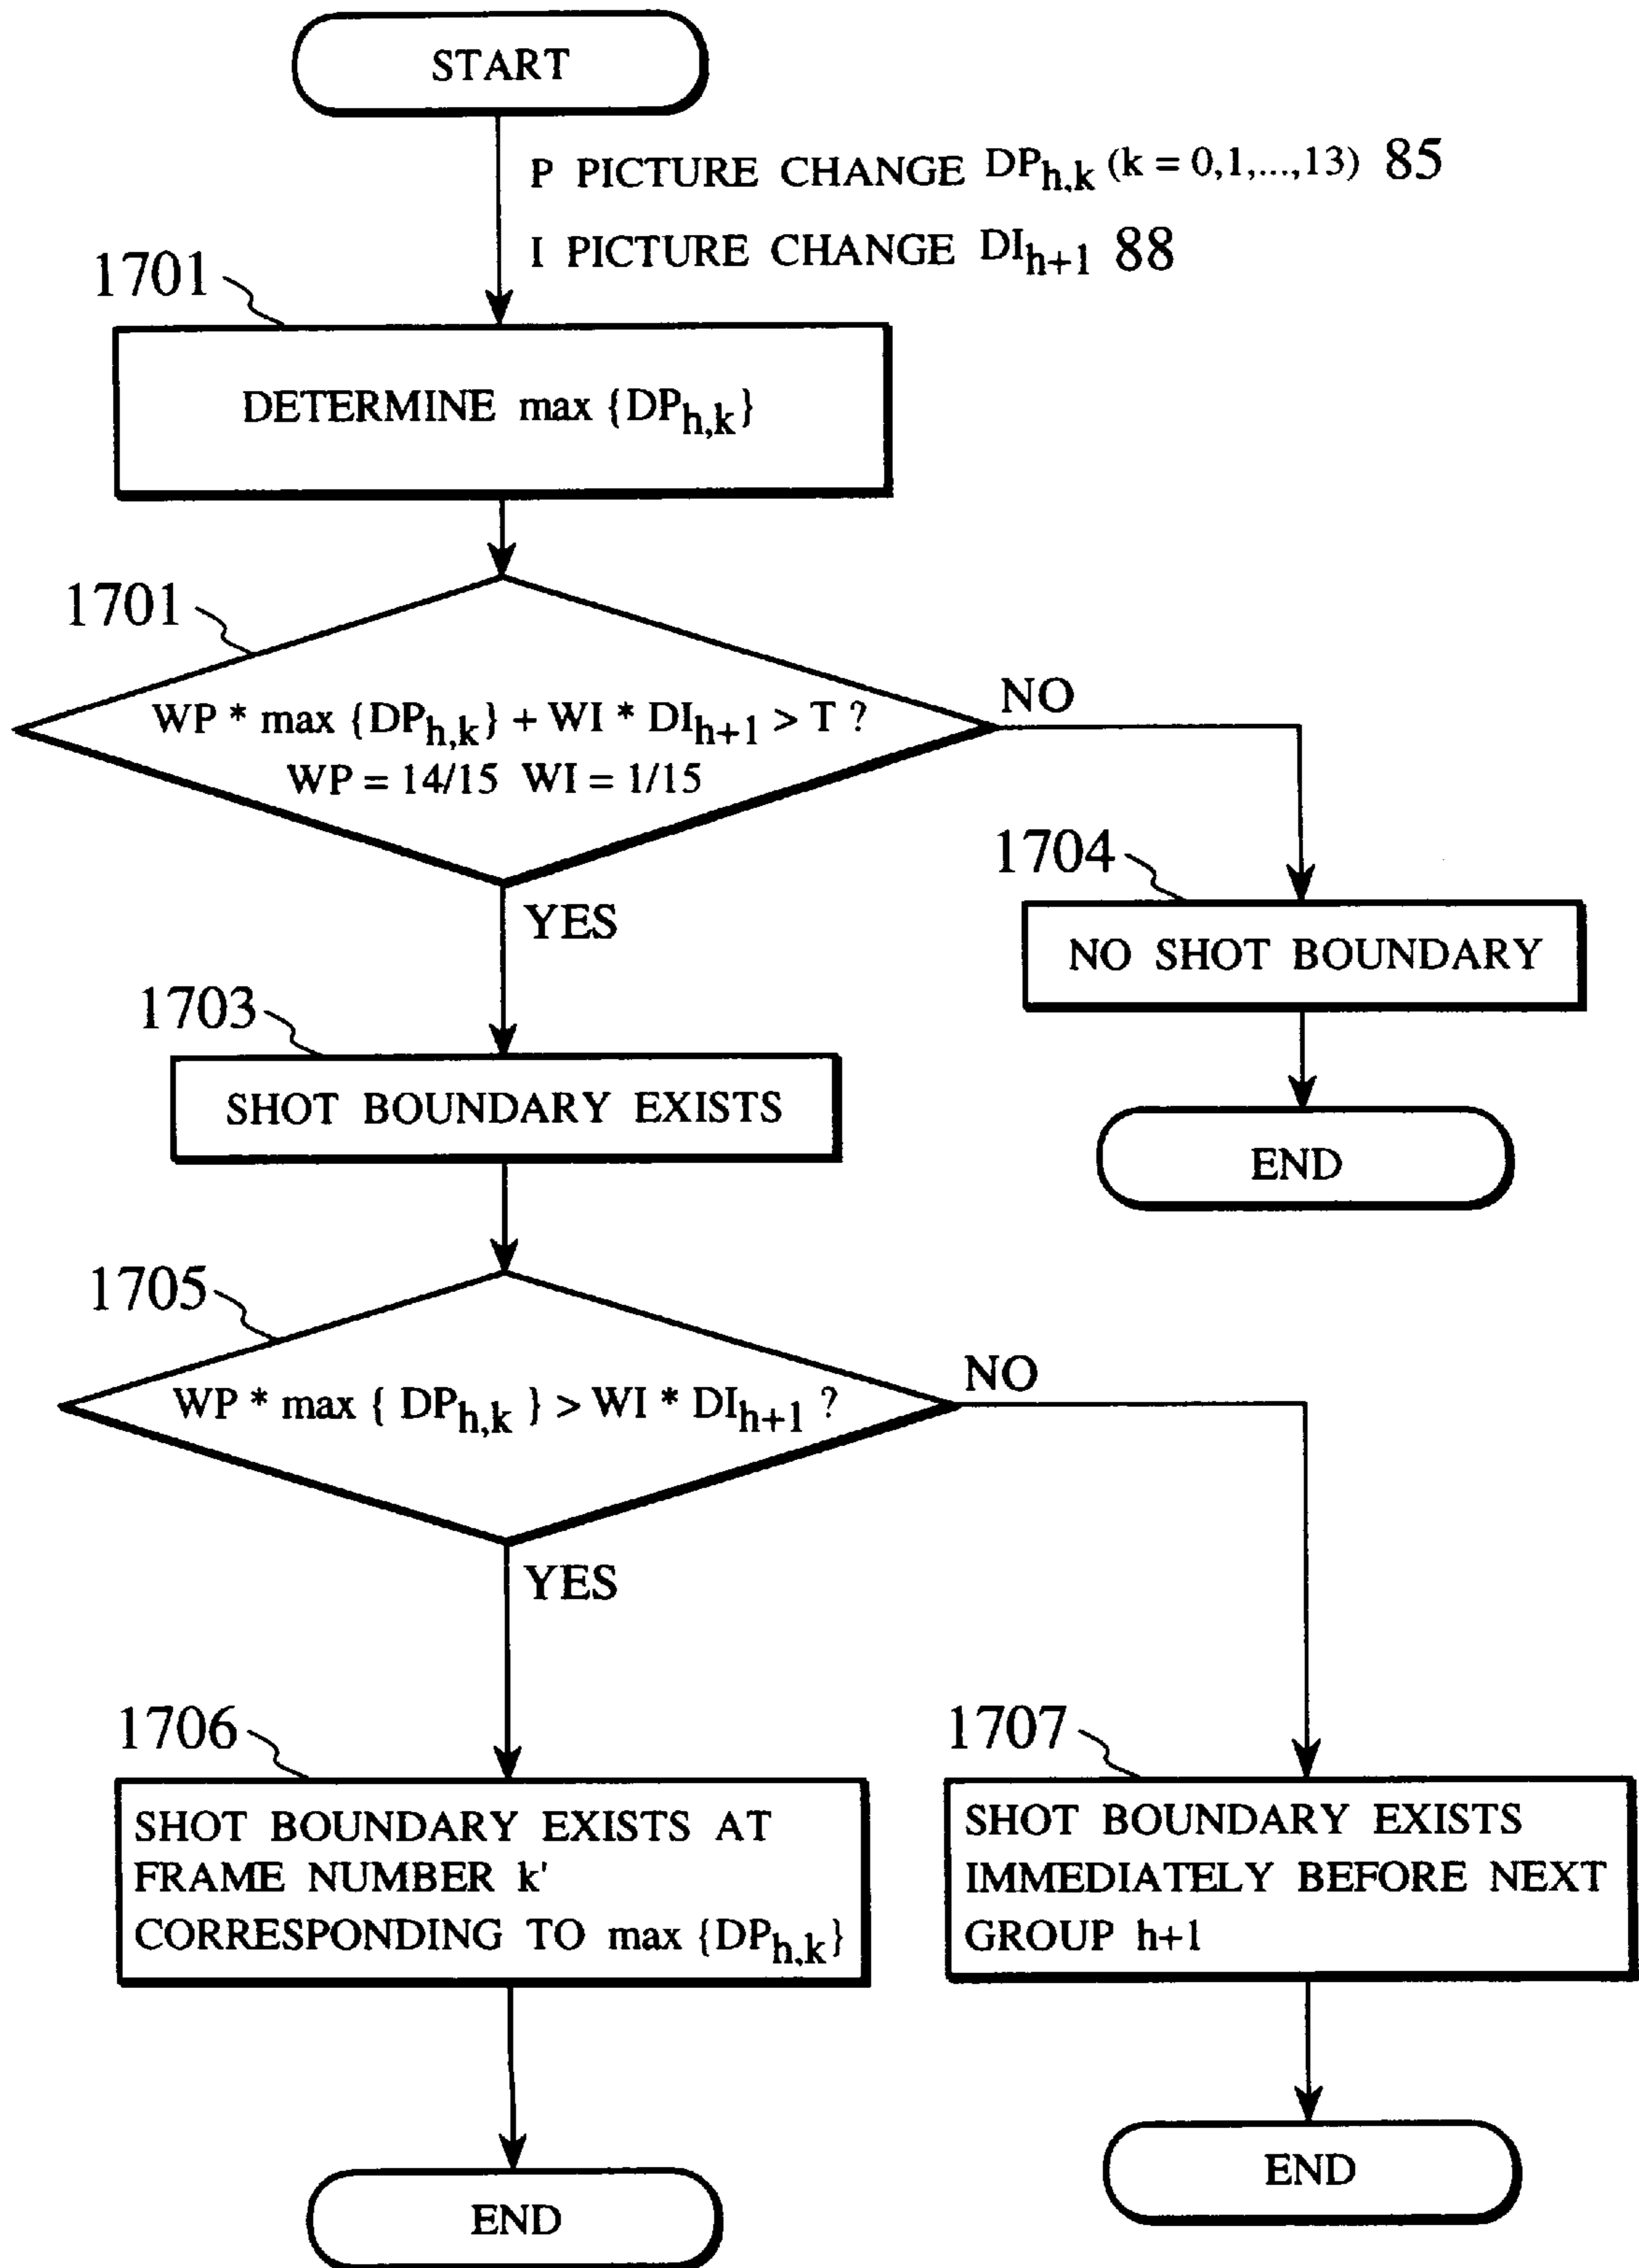 START
P PICTURE CHANGE DPh,k (k = 0,1,...,13) 85
I PICTURE CHANGE DIh+1 88
1701
DETERMINE max {DPh,k}
1701
WP * max {DPh,k} + WI * DIh+1 > T ?
WP = 14/15 WI = 1/15
NO
YES
1704
NO SHOT BOUNDARY
END
1703
SHOT BOUNDARY EXISTS
1705
WP * max { DPh,k } > WI * DIh+1 ?
NO
YES
1706
SHOT BOUNDARY EXISTS AT
FRAME NUMBER k'
CORRESPONDING TO max {DPh,k}
END
1707
SHOT BOUNDARY EXISTS
IMMEDIATELY BEFORE NEXT
GROUP h+1
END